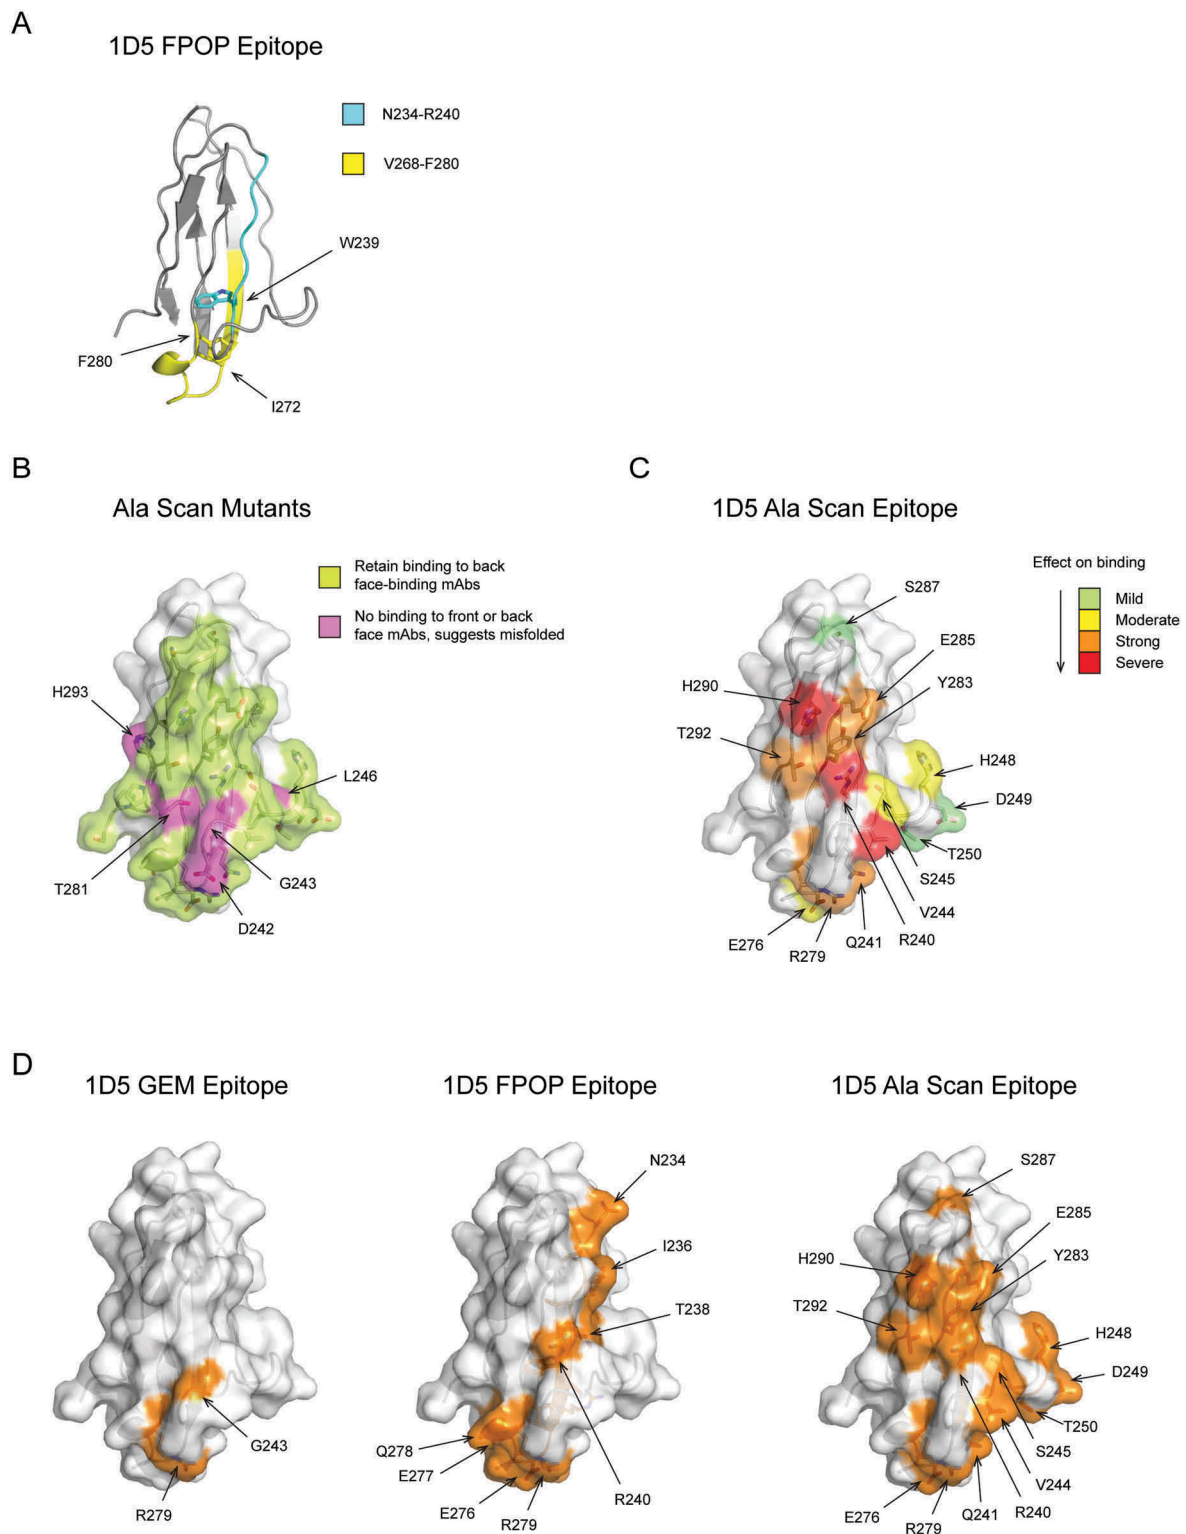 A
1D5 FPOP Epitope
N234-R240
V268-F280
W239
F280
I272
B
Ala Scan Mutants
Retain binding to back
face-binding mAbs
No binding to front or back
face mAbs, suggests misfolded
H293
L246
T281
G243
D242
C
1D5 Ala Scan Epitope
Effect on binding
Mild
Moderate
Strong
Severe
S287
E285
H290
Y283
T292
H248
D249
T250
S245
V244
E276
R279
Q241
R240
D
1D5 GEM Epitope
G243
R279
1D5 FPOP Epitope
N234
I236
T238
Q278
E277
E276
R279
R240
1D5 Ala Scan Epitope
S287
E285
H290
Y283
T292
H248
D249
T250
S245
V244
E276
R279
Q241
R240